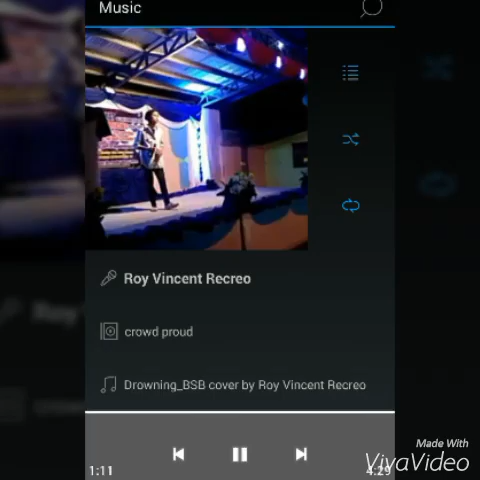 Music
Roy Vincent Recreo
crowd proud
Drowning_BSB cover by Roy Vincent Recreo
1:11
4:29
Made With
VivaVideo